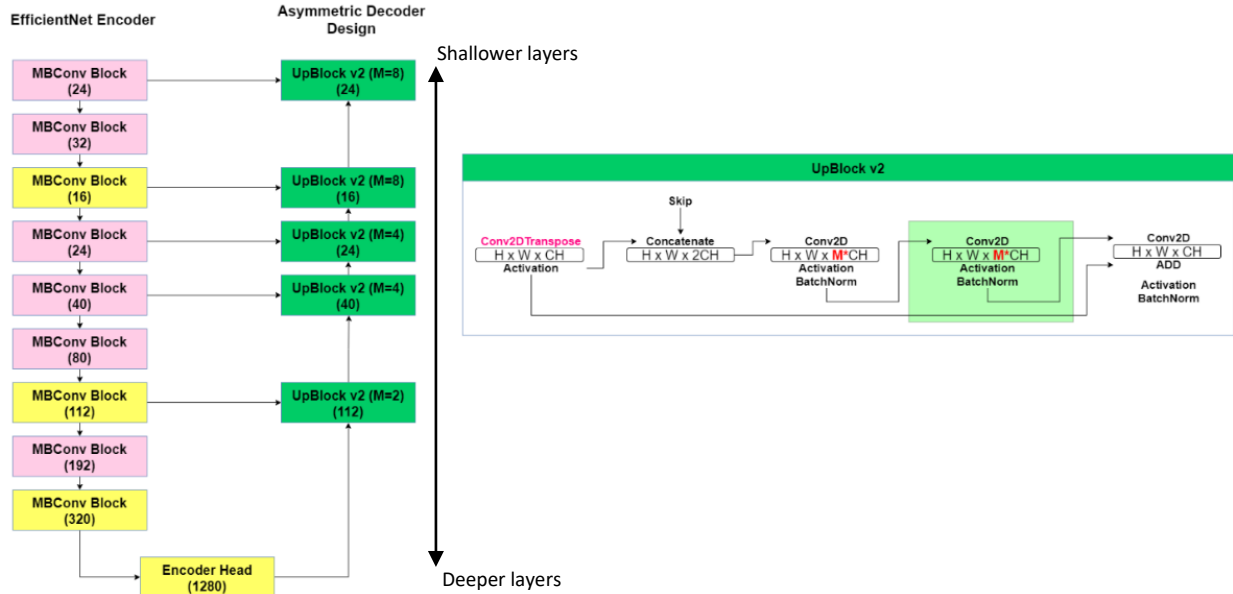 EfficientNet Encoder
MBConv Block
(24)
MBConv Block
(32)
MBConv Block
(16)
MBConv Block
(24)
MBConv Block
(40)
MBConv Block
(80)
MBConv Block
(112)
MBConv Block
(192)
MBConv Block
(320)
Encoder Head
(1280)
Asymmetric Decoder
Design
UpBlock v2 (M=8)
(24)
UpBlock v2 (M=8)
(16)
UpBlock v2 (M=4)
(24)
UpBlock v2 (M=4)
(40)
UpBlock v2 (M=2)
(112)
Shallower layers
Deeper layers
UpBlock v2
Skip
Conv2DTranspose
H x W x CH
Activation
Concatenate
H x W x 2CH
Conv2D
H x W x M*CH
Activation
BatchNorm
Conv2D
H x W x M*CH
Activation
BatchNorm
Conv2D
H x W x CH
ADD
Activation
BatchNorm